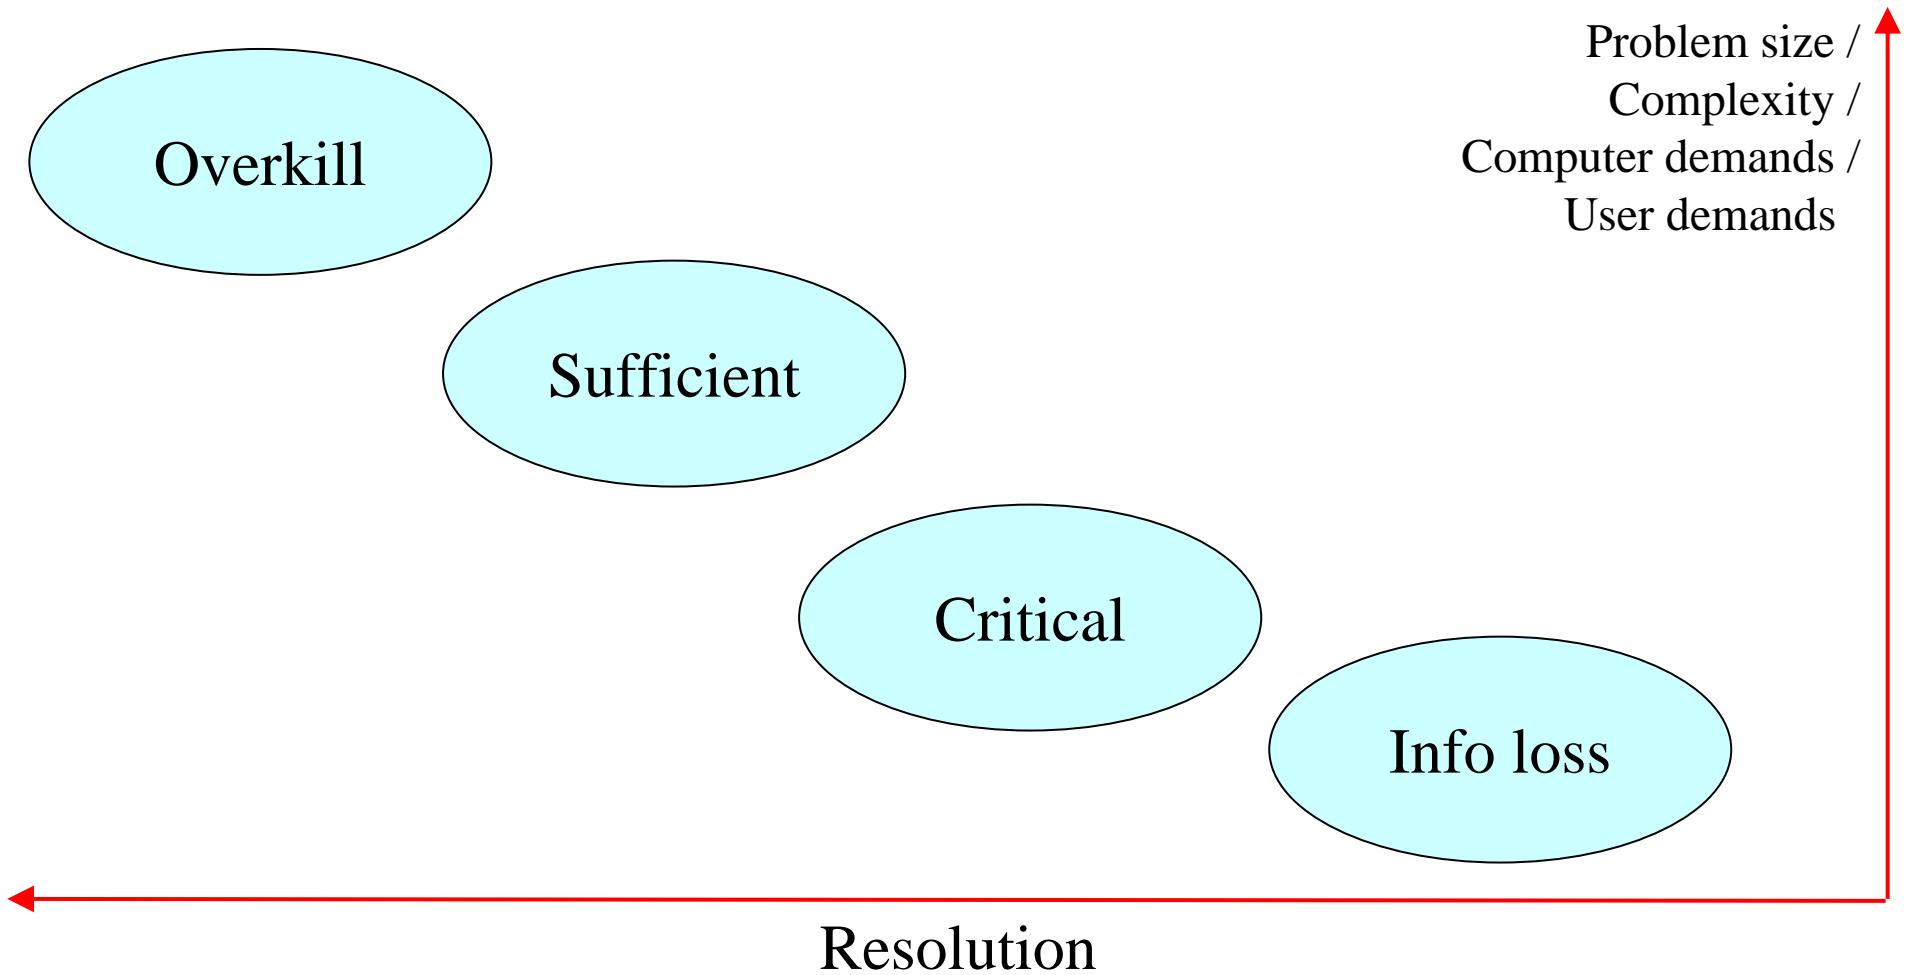 Problem size /
Complexity /
Computer demands /
User demands
Overkill
Sufficient
Critical
Info loss
Resolution